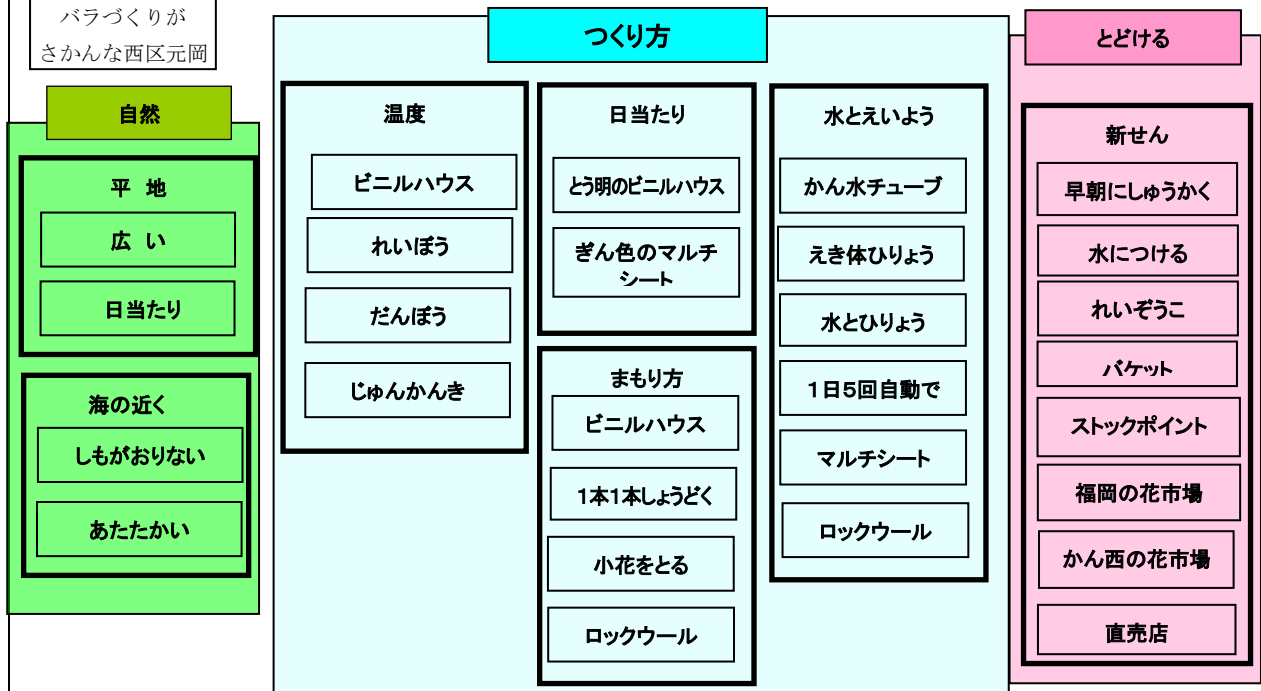 バラづくりが
さかんな西区元岡
自然
平 地
広 い
日当たり
海の近く
しもがおりない
あたたかい
つくり方
温度
ビニルハウス
れいぼう
だんぼう
じゅんかんき
日当たり
とう明のビニルハウス
ぎん色のマルチ
シート
まもり方
ビニルハウス
1本1本しょうどく
小花をとる
ロックウール
水とえいよう
かん水チューブ
えき体ひりょう
水とひりょう
1日5回自動で
マルチシート
ロックウール
とどける
新せん
早朝にしゅうかく
水につける
れいぞうこ
バケット
ストックポイント
福岡の花市場
かん西の花市場
直売店